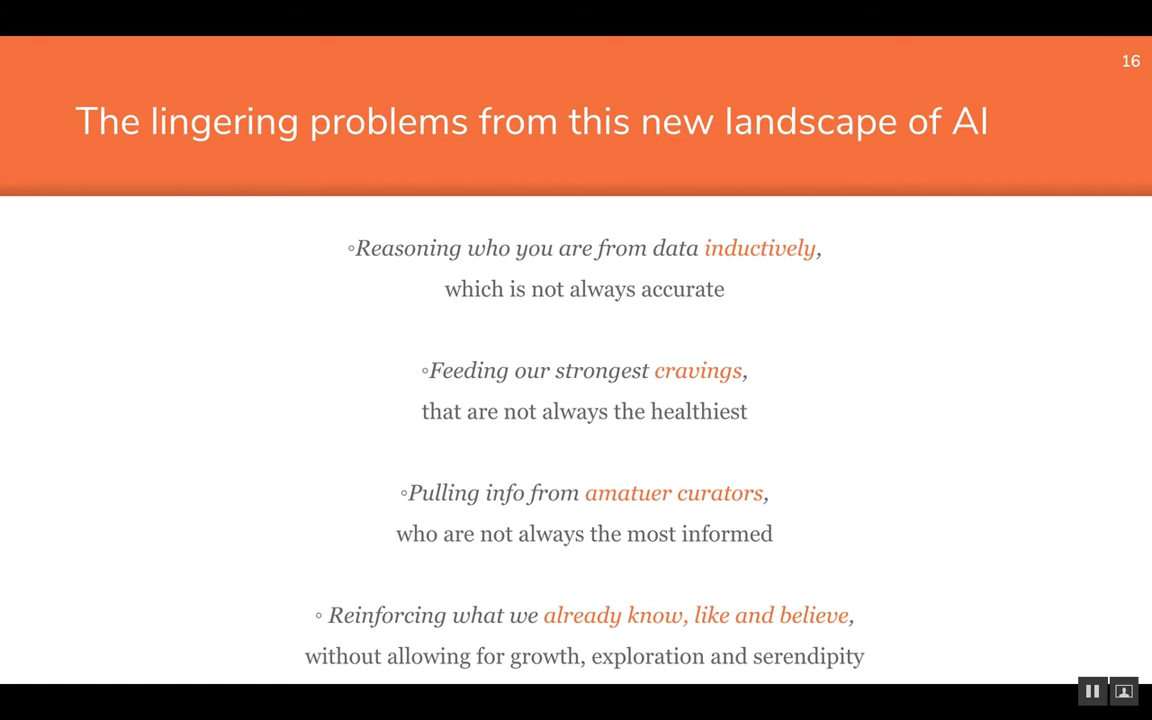 16
The lingering problems from this new landscape of AI
◦Reasoning who you are from data inductively,
which is not always accurate
◦Feeding our strongest cravings,
that are not always the healthiest
◦Pulling info from amatuer curators,
who are not always the most informed
◦ Reinforcing what we already know, like and believe,
without allowing for growth, exploration and serendipity